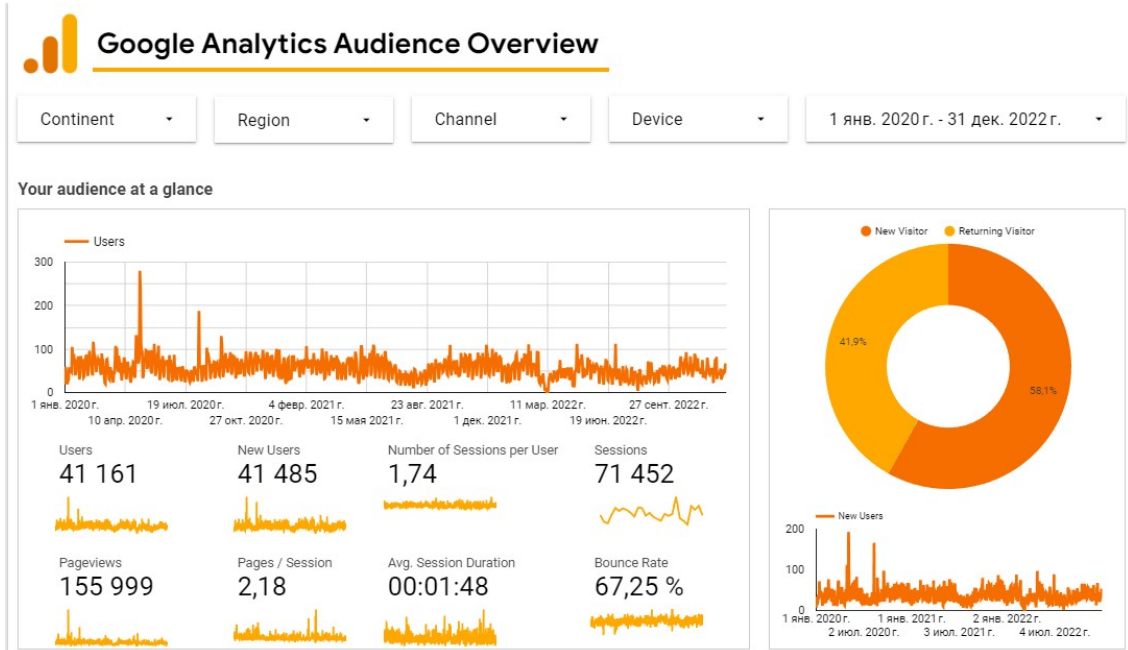 Google Analytics Audience Overview
Continent
Region
Channel
Device
1 янв. 2020 г. - 31 дек. 2022 г.
Your audience at a glance
Users
300
200
100
0
1 янв. 2020 г.
10 апр. 2020 г.
19 июл. 2020 г.
27 окт. 2020 г.
4 февр. 2021 г.
15 мая 2021 г.
23 авг. 2021 г.
1 дек. 2021 г.
11 мар. 2022 г.
19 июн. 2022 г.
27 сент. 2022 г.
Users
41 161
New Users
41 485
Number of Sessions per User
1,74
Sessions
71 452
Pageviews
155 999
Pages / Session
2,18
Avg. Session Duration
00:01:48
Bounce Rate
67,25 %
New Visitor
Returning Visitor
41,9%
58,1%
New Users
200
100
0
1 янв. 2020 г.
2 июл. 2020 г.
1 янв. 2021 г.
3 июл. 2021 г.
2 янв. 2022 г.
4 июл. 2022 г.